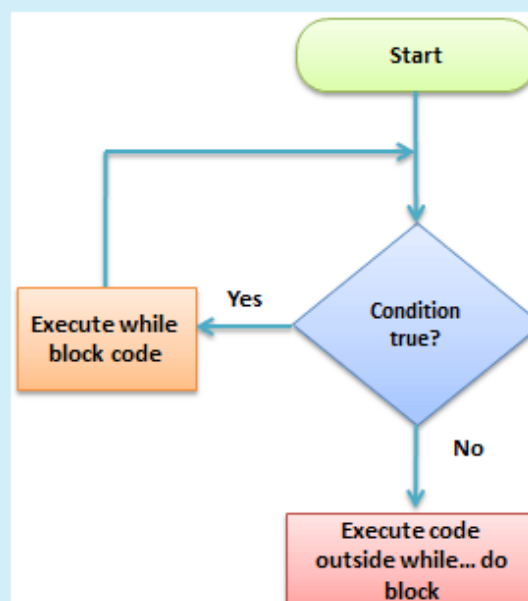 Start
Condition
true?
Yes
Execute while
block code
No
Execute code
outside while... do
block